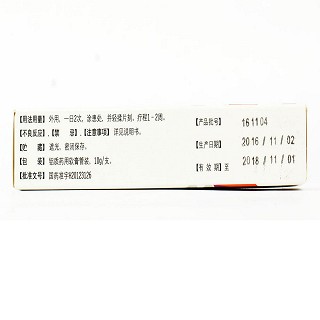 【用法用量】外用，一日2次，涂患处，并轻揉片刻，疗程1-2周。
【不良反应】、【禁 忌】、【注意事项】详见说明书。
【贮 藏】遮光，密闭保存。
【包 装】铝质药用软膏管装，10g/支。
【批准文号】国药准字H20123126
【产品批号】 161104
【生产日期】 2016 / 11 / 02
【有 效 期】至 2018 / 11 / 01